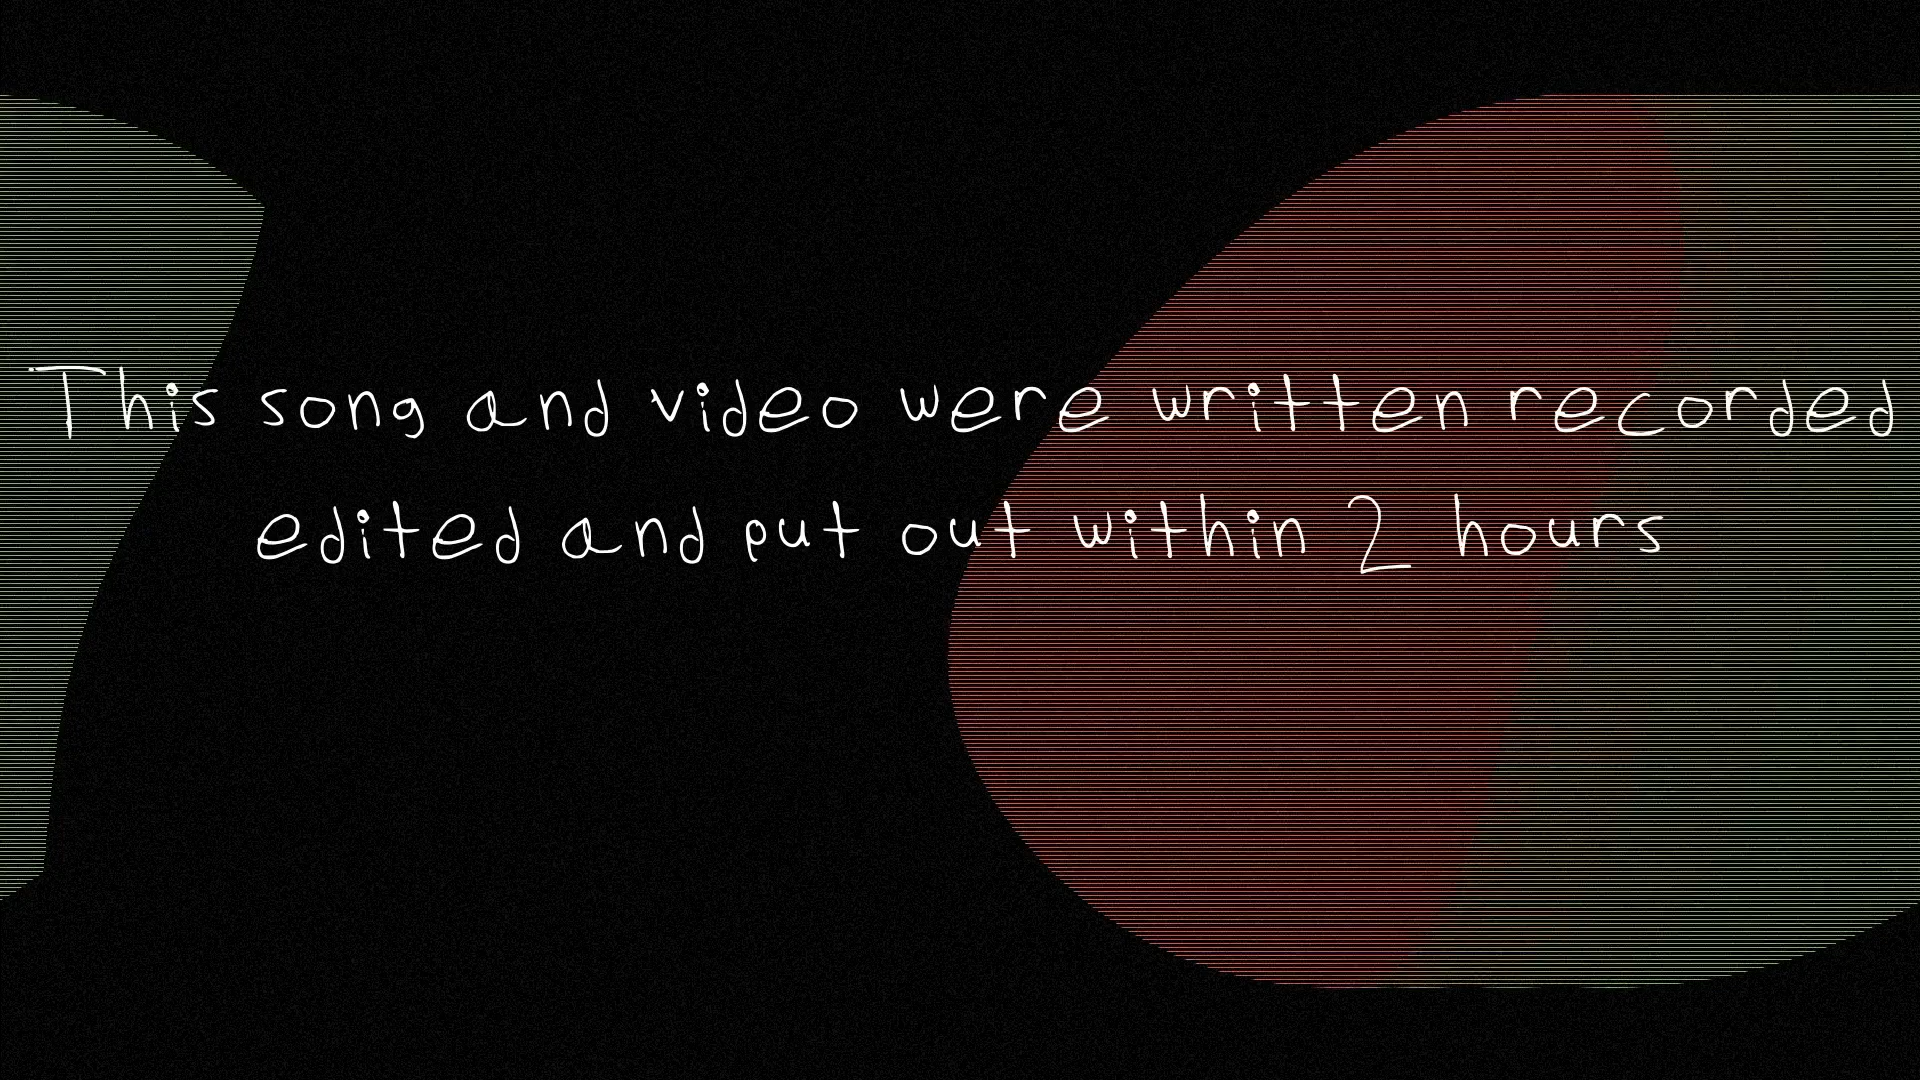 This song and video were written recorded
edited and put out within 2 hours